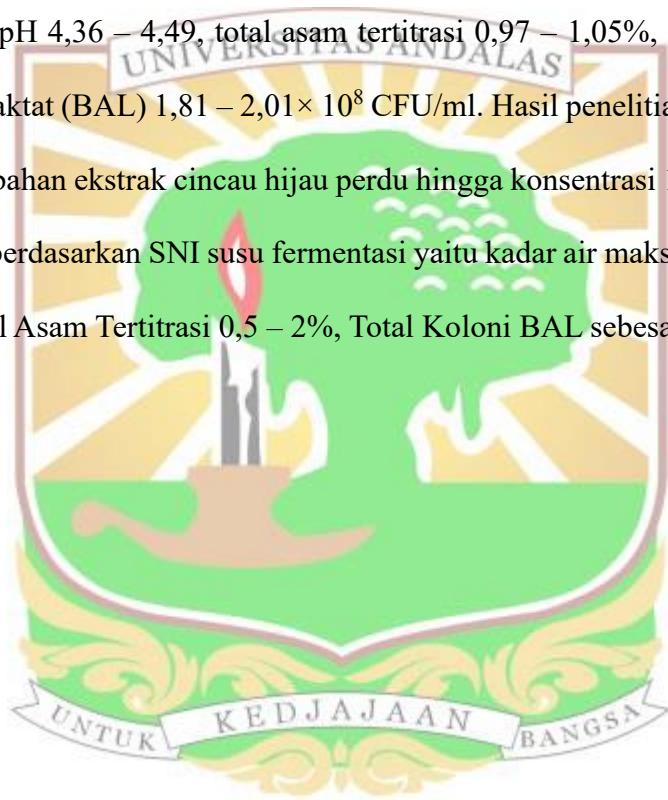 pH 4,36 – 4,49, total asam tertitrasi 0,97 – 1,05%,
UNIVERSITAS ANDALAS
aktat (BAL) 1,81 – 2,01× 10⁸ CFU/ml. Hasil penelitia
bahan ekstrak cincau hijau perdu hingga konsentrasi 1
berdasarkan SNI susu fermentasi yaitu kadar air maks
l Asam Tertitrasi 0,5 – 2%, Total Koloni BAL sebesa
UNTUK KEDJAJAAN BANGSA